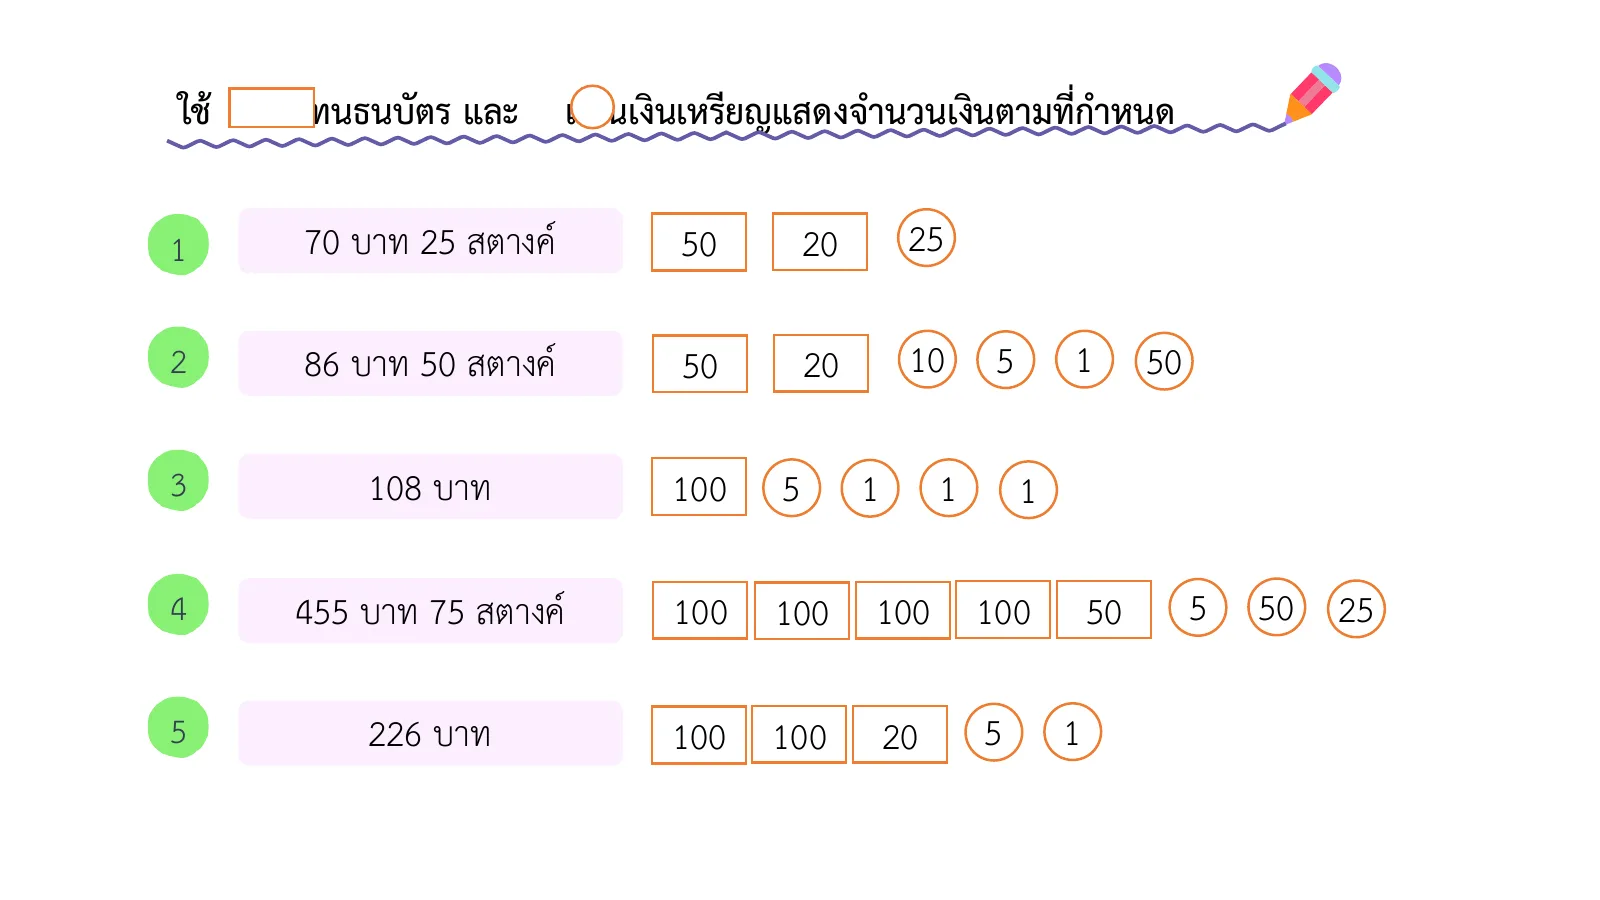 ใช้ ทนธนบัตร และ นเงินเหรียญแสดงจำนวนเงินตามที่กำหนด
1 70 บาท 25 สตางค์ 50 20 25
2 86 บาท 50 สตางค์ 50 20 10 5 1 50
3 108 บาท 100 5 1 1 1
4 455 บาท 75 สตางค์ 100 100 100 100 50 5 50 25
5 226 บาท 100 100 20 5 1